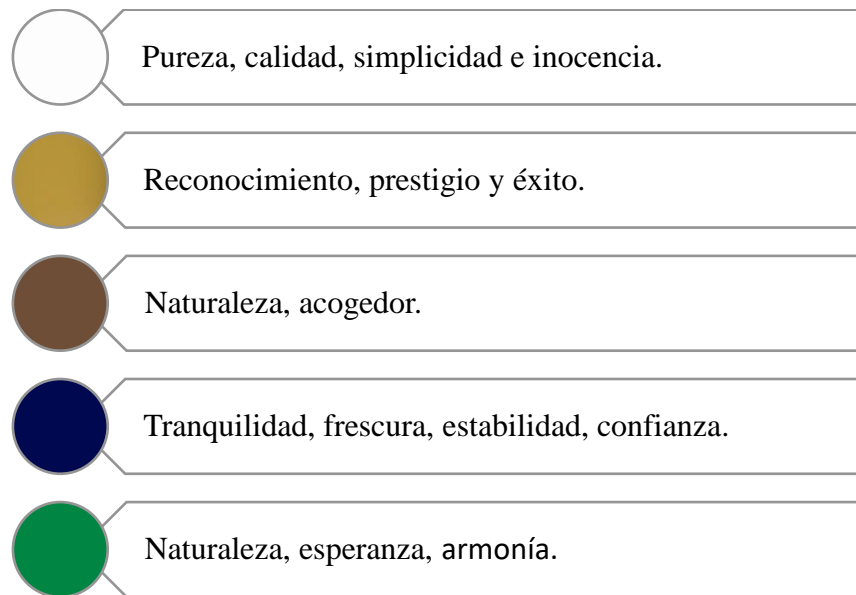 Pureza, calidad, simplicidad e inocencia.
Reconocimiento, prestigio y éxito.
Naturaleza, acogedor.
Tranquilidad, frescura, estabilidad, confianza.
Naturaleza, esperanza, armonía.